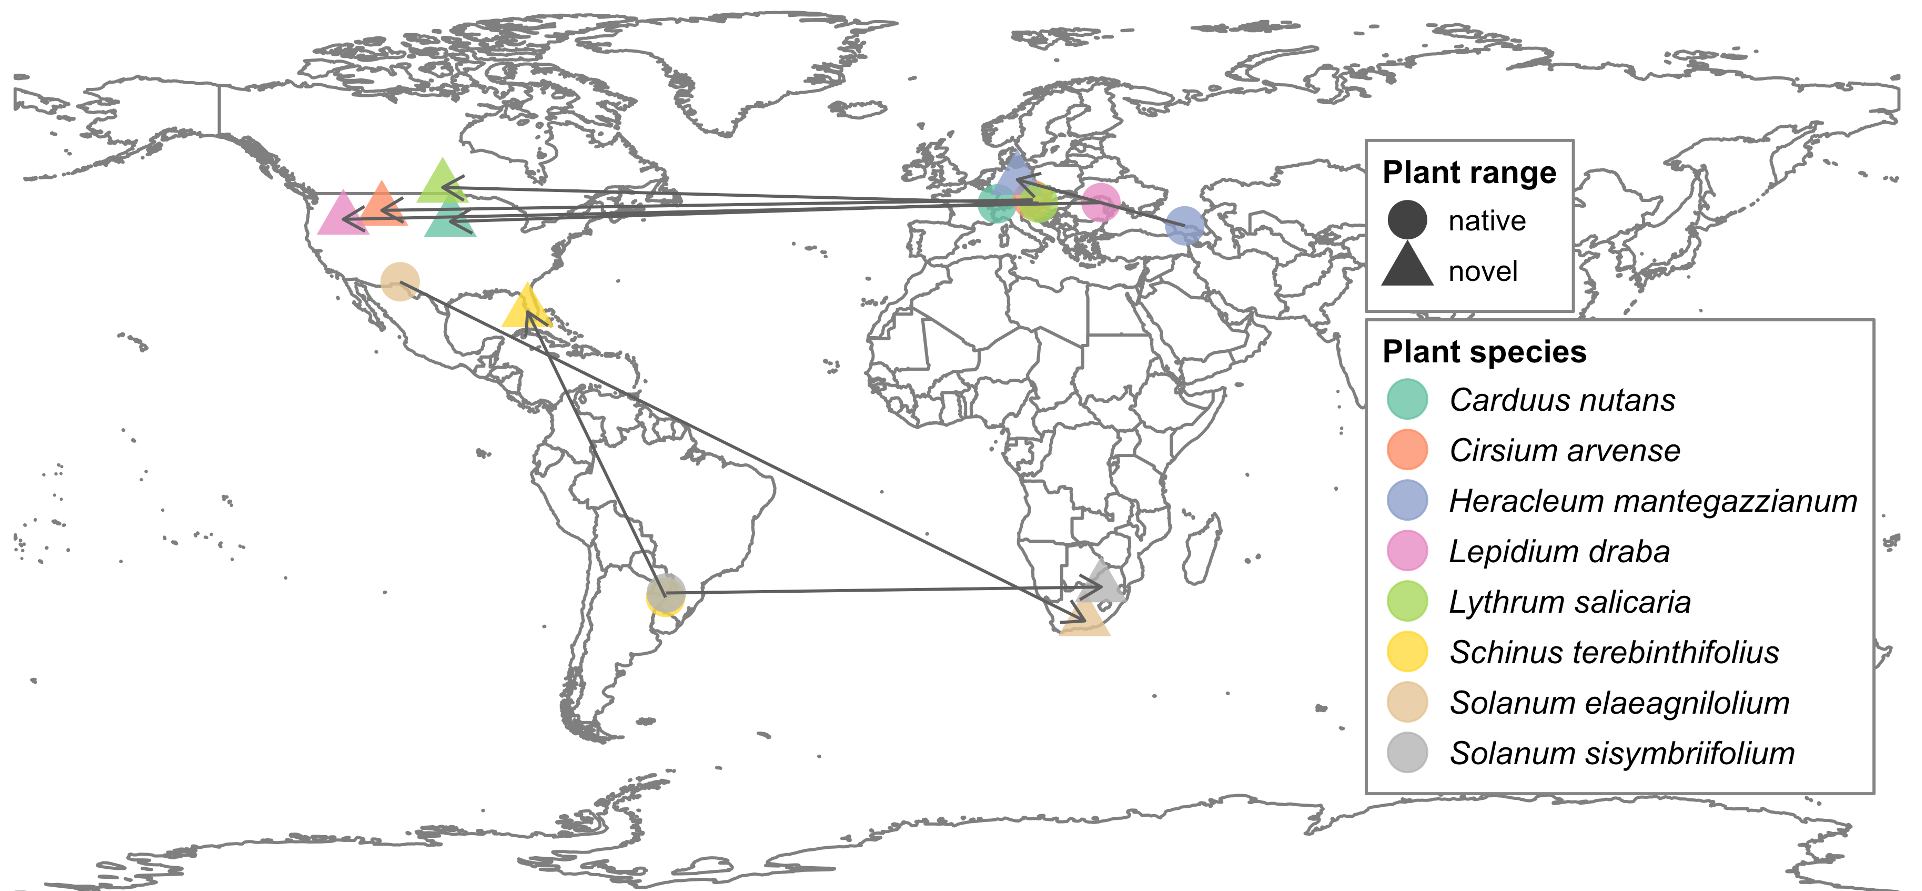 Plant range
native
novel
Plant species
Carduus nutans
Cirsium arvense
Heracleum mantegazzianum
Lepidium draba
Lythrum salicaria
Schinus terebinthifolius
Solanum elaeagnilolium
Solanum sisymbriifolium